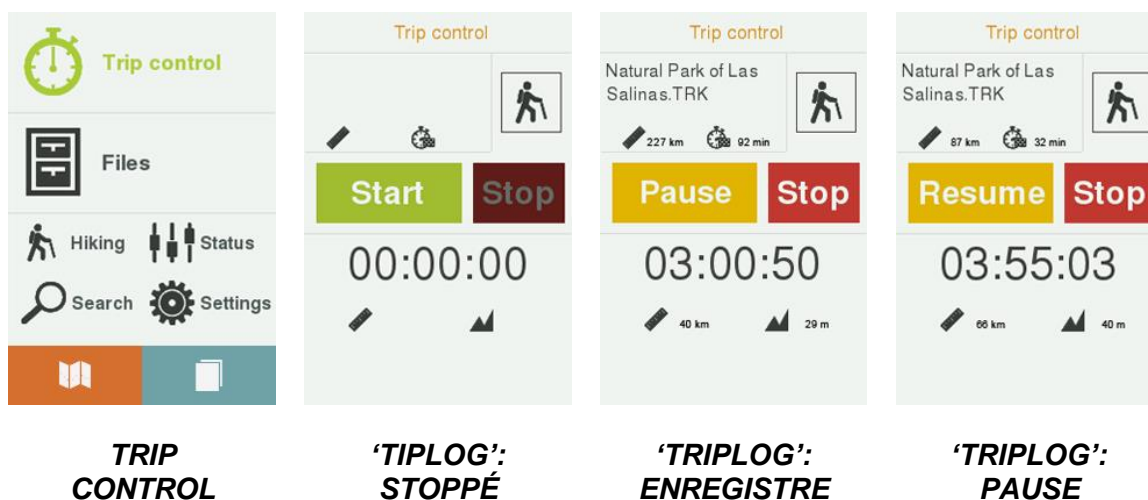 Trip control
Files
Hiking
Status
Search
Settings
Trip control
Start
Stop
00:00:00
Trip control
Natural Park of Las
Salinas.TRK
227 km
92 min
Pause
Stop
03:00:50
40 km
29 m
Trip control
Natural Park of Las
Salinas.TRK
87 km
32 min
Resume
Stop
03:55:03
66 km
40 m
TRIP
CONTROL
‘TIPLOG’:
STOPPÉ
‘TRIPLOG’:
ENREGISTRE
‘TRIPLOG’:
PAUSE